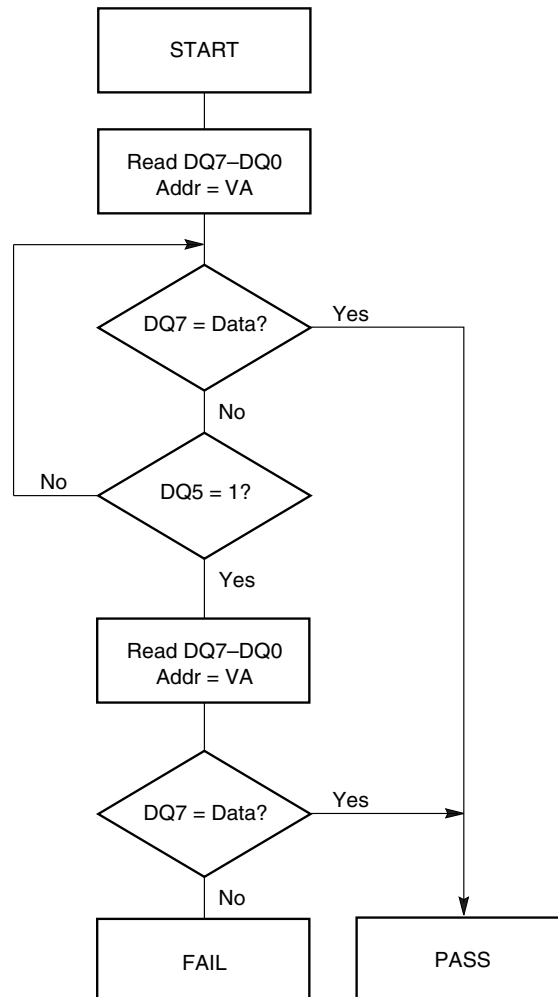 START
Read DQ7–DQ0
Addr = VA
DQ7 = Data?
Yes
No
No
DQ5 = 1?
Yes
Read DQ7–DQ0
Addr = VA
DQ7 = Data?
Yes
No
FAIL
PASS